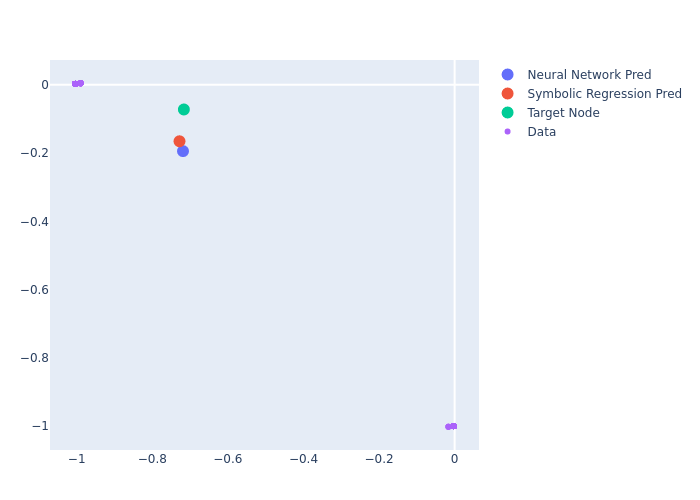 Neural Network Pred
Symbolic Regression Pred
Target Node
Data
0
−0.2
−0.4
−0.6
−0.8
−1
−1 −0.8 −0.6 −0.4 −0.2 0